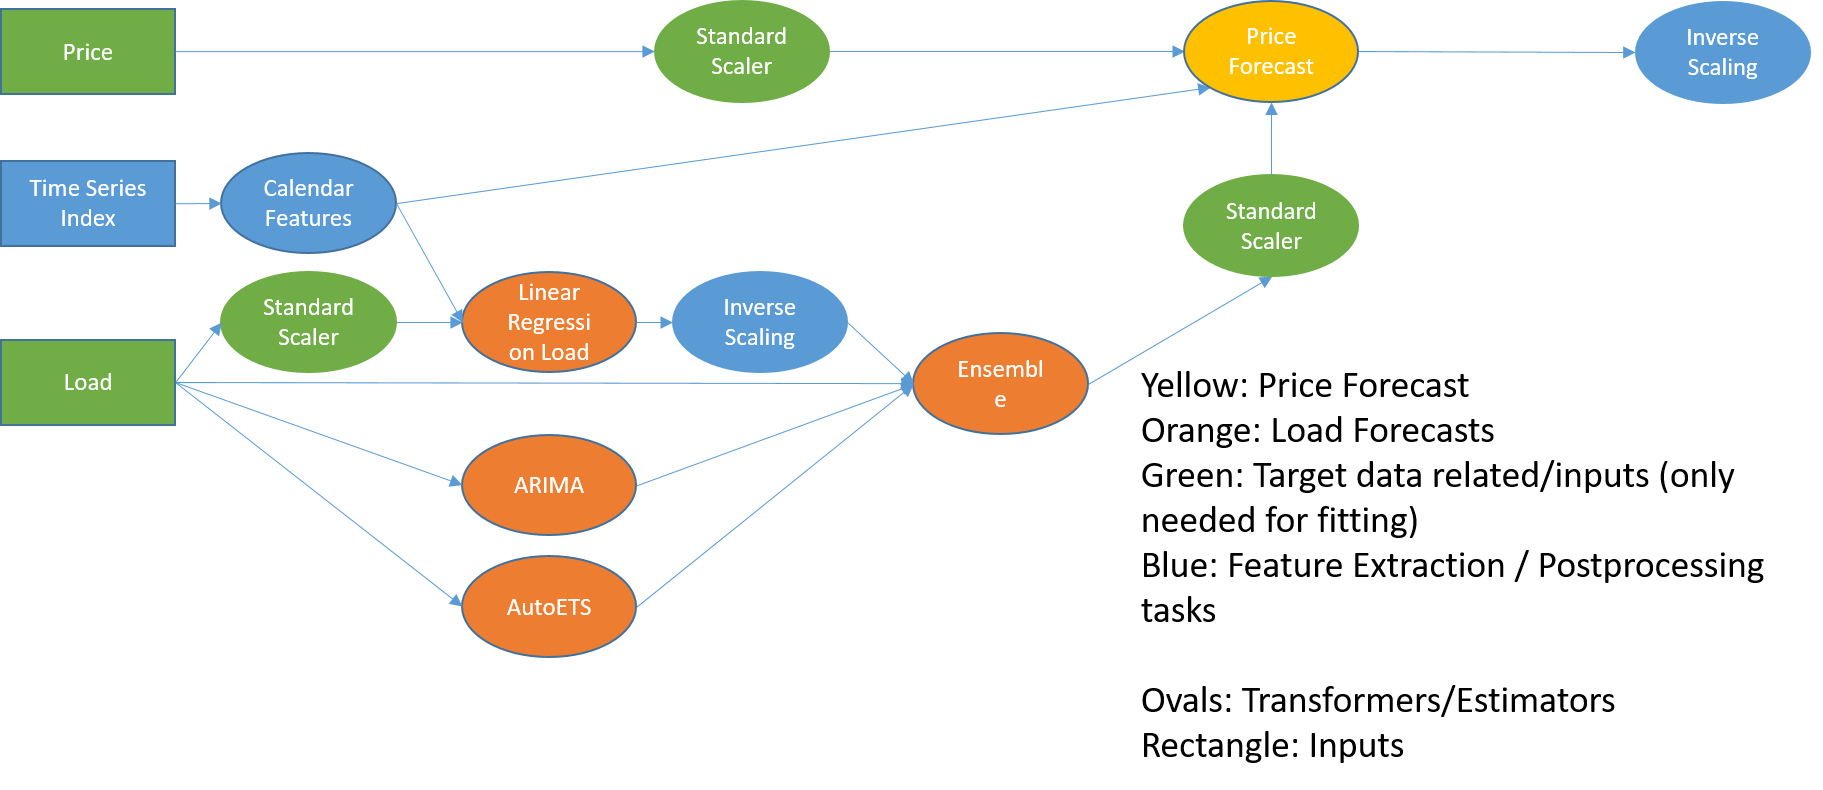 Price
Standard
Scaler
Price
Forecast
Inverse
Scaling
Time Series
Index
Calendar
Features
Standard
Scaler
Standard
Scaler
Linear
Regressi
on Load
Inverse
Scaling
Load
Ensembl
e
ARIMA
AutoETS
Yellow: Price Forecast
Orange: Load Forecasts
Green: Target data related/inputs (only
needed for fitting)
Blue: Feature Extraction / Postprocessing
tasks
Ovals: Transformers/Estimators
Rectangle: Inputs